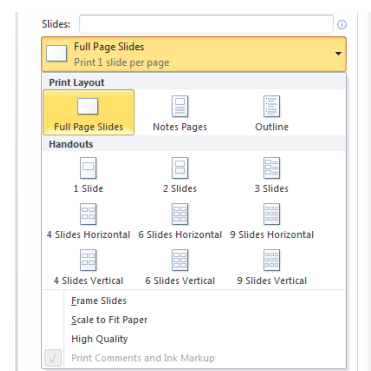 Slides:
Full Page Slides
Print 1 slide per page
Print Layout
Full Page Slides Notes Pages Outline
Handouts
1 Slide 2 Slides 3 Slides
4 Slides Horizontal 6 Slides Horizontal 9 Slides Horizontal
4 Slides Vertical 6 Slides Vertical 9 Slides Vertical
Frame Slides
Scale to Fit Paper
High Quality
Print Comments and Ink Markup